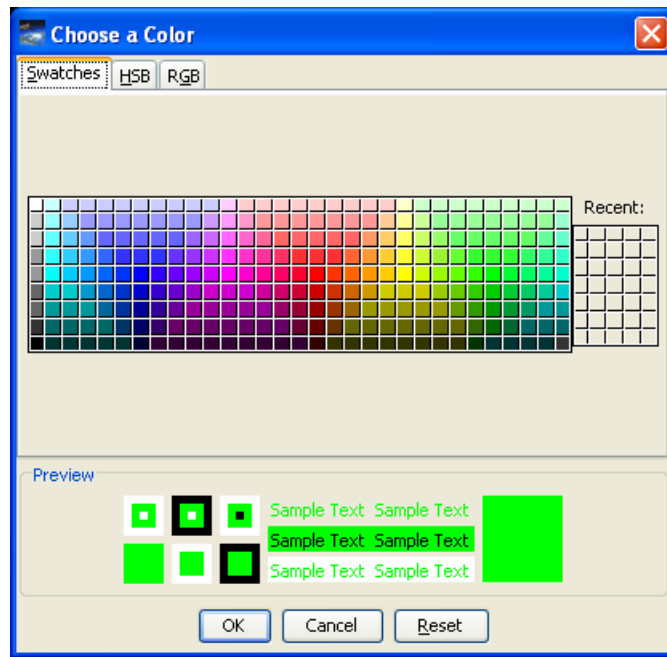 Choose a Color
Swatches HSB RGB
Recent:
Preview
Sample Text Sample Text
Sample Text Sample Text
Sample Text Sample Text
OK Cancel Reset